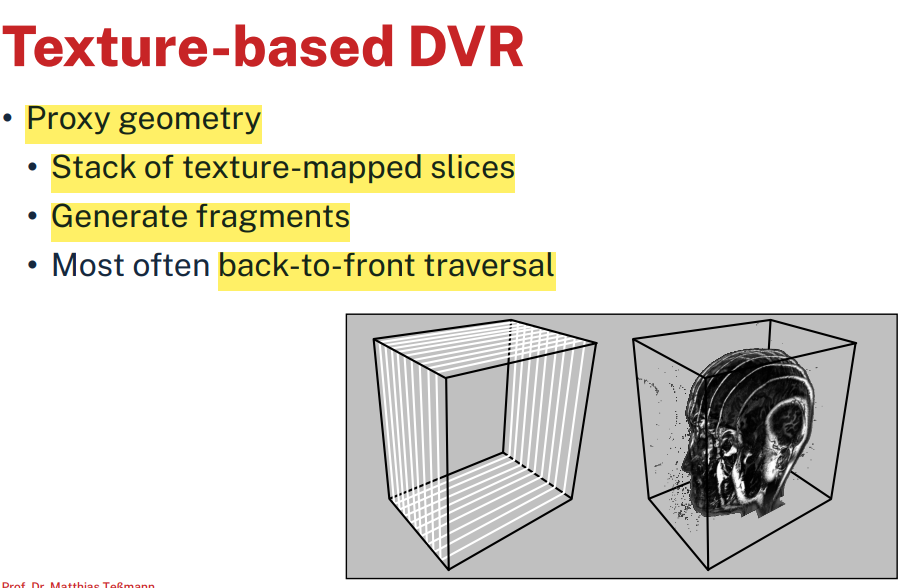 Texture-based DVR
• Proxy geometry
• Stack of texture-mapped slices
• Generate fragments
• Most often back-to-front traversal
Prof. Dr. Matthias Teßmann